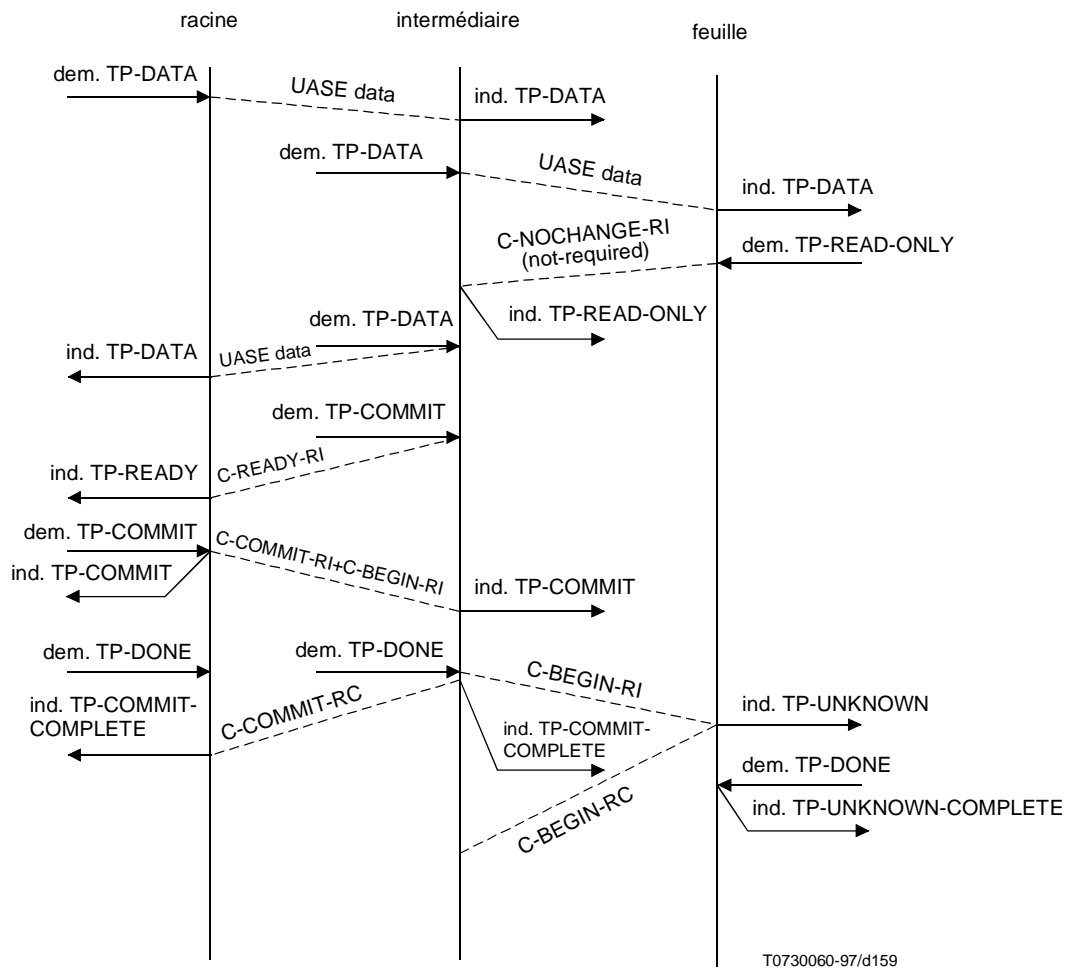 racine
intermédiaire
feuille
dem. TP-DATA
UASE data
ind. TP-DATA
dem. TP-DATA
UASE data
ind. TP-DATA
C-NOCHANGE-RI
(not-required)
dem. TP-READ-ONLY
dem. TP-DATA
ind. TP-READ-ONLY
ind. TP-DATA
UASE data
dem. TP-COMMIT
ind. TP-READY
C-READY-RI
dem. TP-COMMIT
C-COMMIT-RI+C-BEGIN-RI
ind. TP-COMMIT
ind. TP-COMMIT
dem. TP-DONE
dem. TP-DONE
C-BEGIN-RI
ind. TP-COMMIT-
COMPLETE
C-COMMIT-RC
ind. TP-COMMIT-
COMPLETE
ind. TP-UNKNOWN
dem. TP-DONE
C-BEGIN-RC
ind. TP-UNKNOWN-COMPLETE
T0730060-97/d159